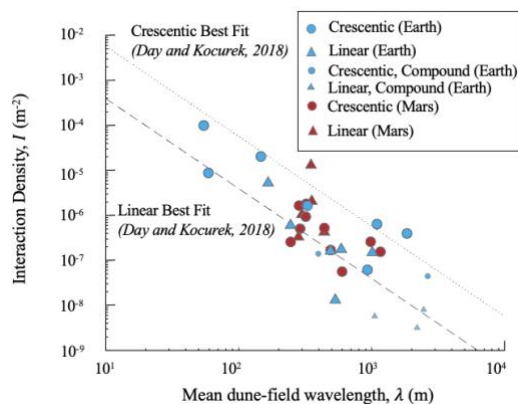 Crescentic Best Fit
(Day and Kocurek, 2018)
Linear Best Fit
(Day and Kocurek, 2018)
Crescentic (Earth)
Linear (Earth)
Crescentic, Compound (Earth)
Linear, Compound (Earth)
Crescentic (Mars)
Linear (Mars)
Interaction Density, I (m⁻²)
10⁻²
10⁻³
10⁻⁴
10⁻⁵
10⁻⁶
10⁻⁷
10⁻⁸
10⁻⁹
10¹
10²
10³
10⁴
Mean dune-field wavelength, λ (m)